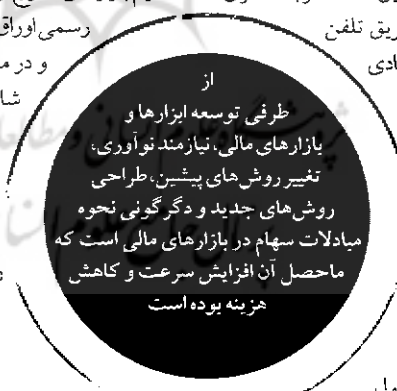 ریق تلفن
رسمی اوراق
ادی
و در م
شا
از
طرفی توسعه ابزارها و
بازارهای مالی، نیازمند نوآوری،
تغییر روش‌های پیشین، طراحی
روش‌های جدید و دگرگونی نحوه
مبادلات سهام در بازارهای مالی است که
ماحصل آن افزایش سرعت و کاهش
هزینه بوده است